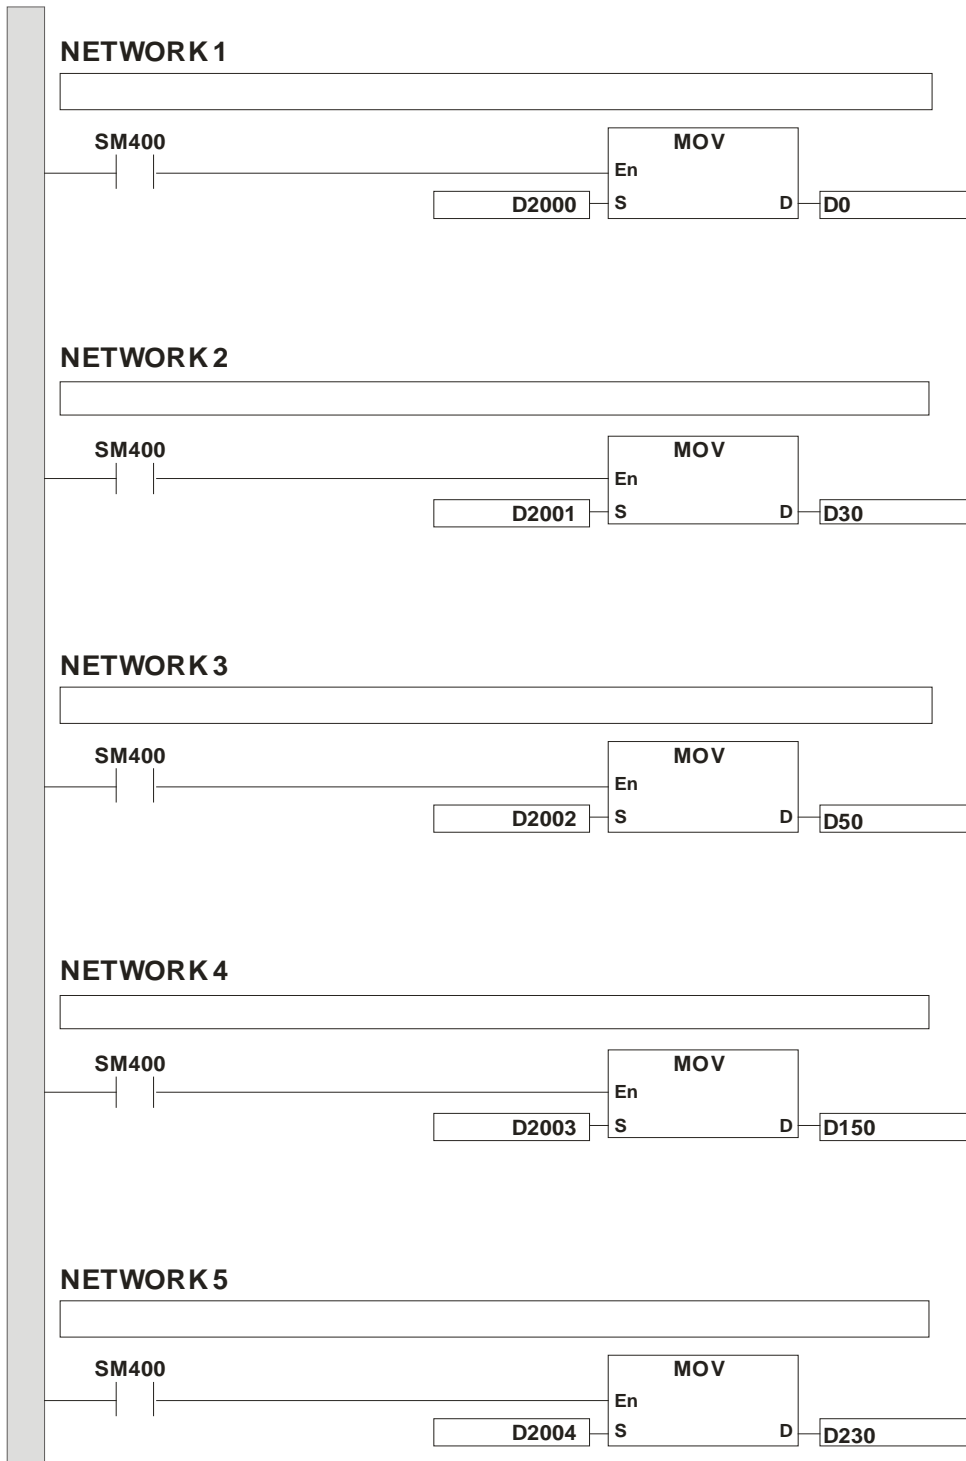 NETWORK 1
SM400
MOV
En
D2000 S D D0
NETWORK 2
SM400
MOV
En
D2001 S D D30
NETWORK 3
SM400
MOV
En
D2002 S D D50
NETWORK 4
SM400
MOV
En
D2003 S D D150
NETWORK 5
SM400
MOV
En
D2004 S D D230